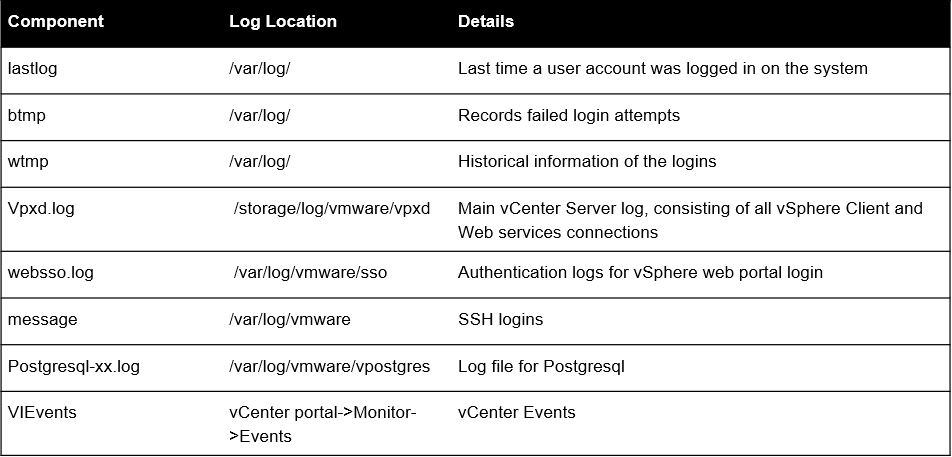 Component Log Location Details
lastlog /var/log/ Last time a user account was logged in on the system
btmp /var/log/ Records failed login attempts
wtmp /var/log/ Historical information of the logins
Vpxd.log /storage/log/vmware/vpxd Main vCenter Server log, consisting of all vSphere Client and
Web services connections
websso.log /var/log/vmware/sso Authentication logs for vSphere web portal login
message /var/log/vmware SSH logins
Postgresql-xx.log /var/log/vmware/vpostgres Log file for Postgresql
VIEvents vCenter portal->Monitor- vCenter Events
>Events